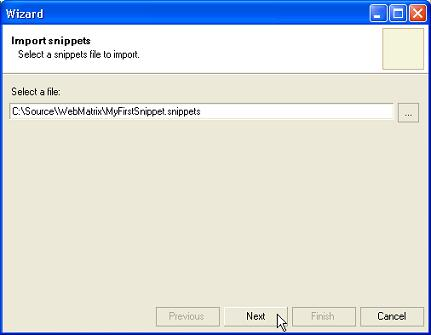 Wizard
Import snippets
Select a snippets file to import.
Select a file:
C:\Source\WebMatrix\MyFirstSnippet.snippets
...
Previous Next Finish Cancel